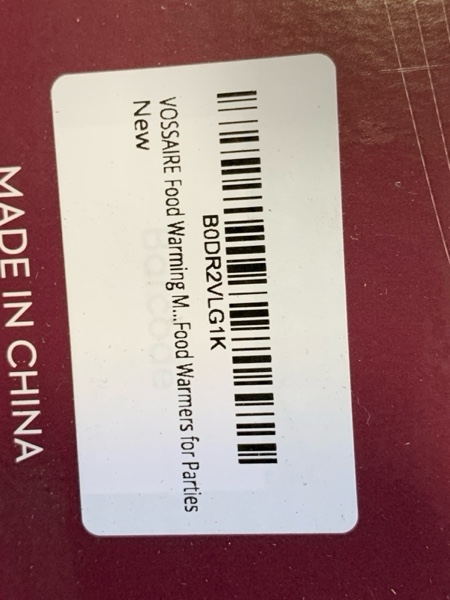 B0DR2VLG1K
VOSSAIRE Food Warming M...Food Warmers for Parties
New
MADE IN CHINA